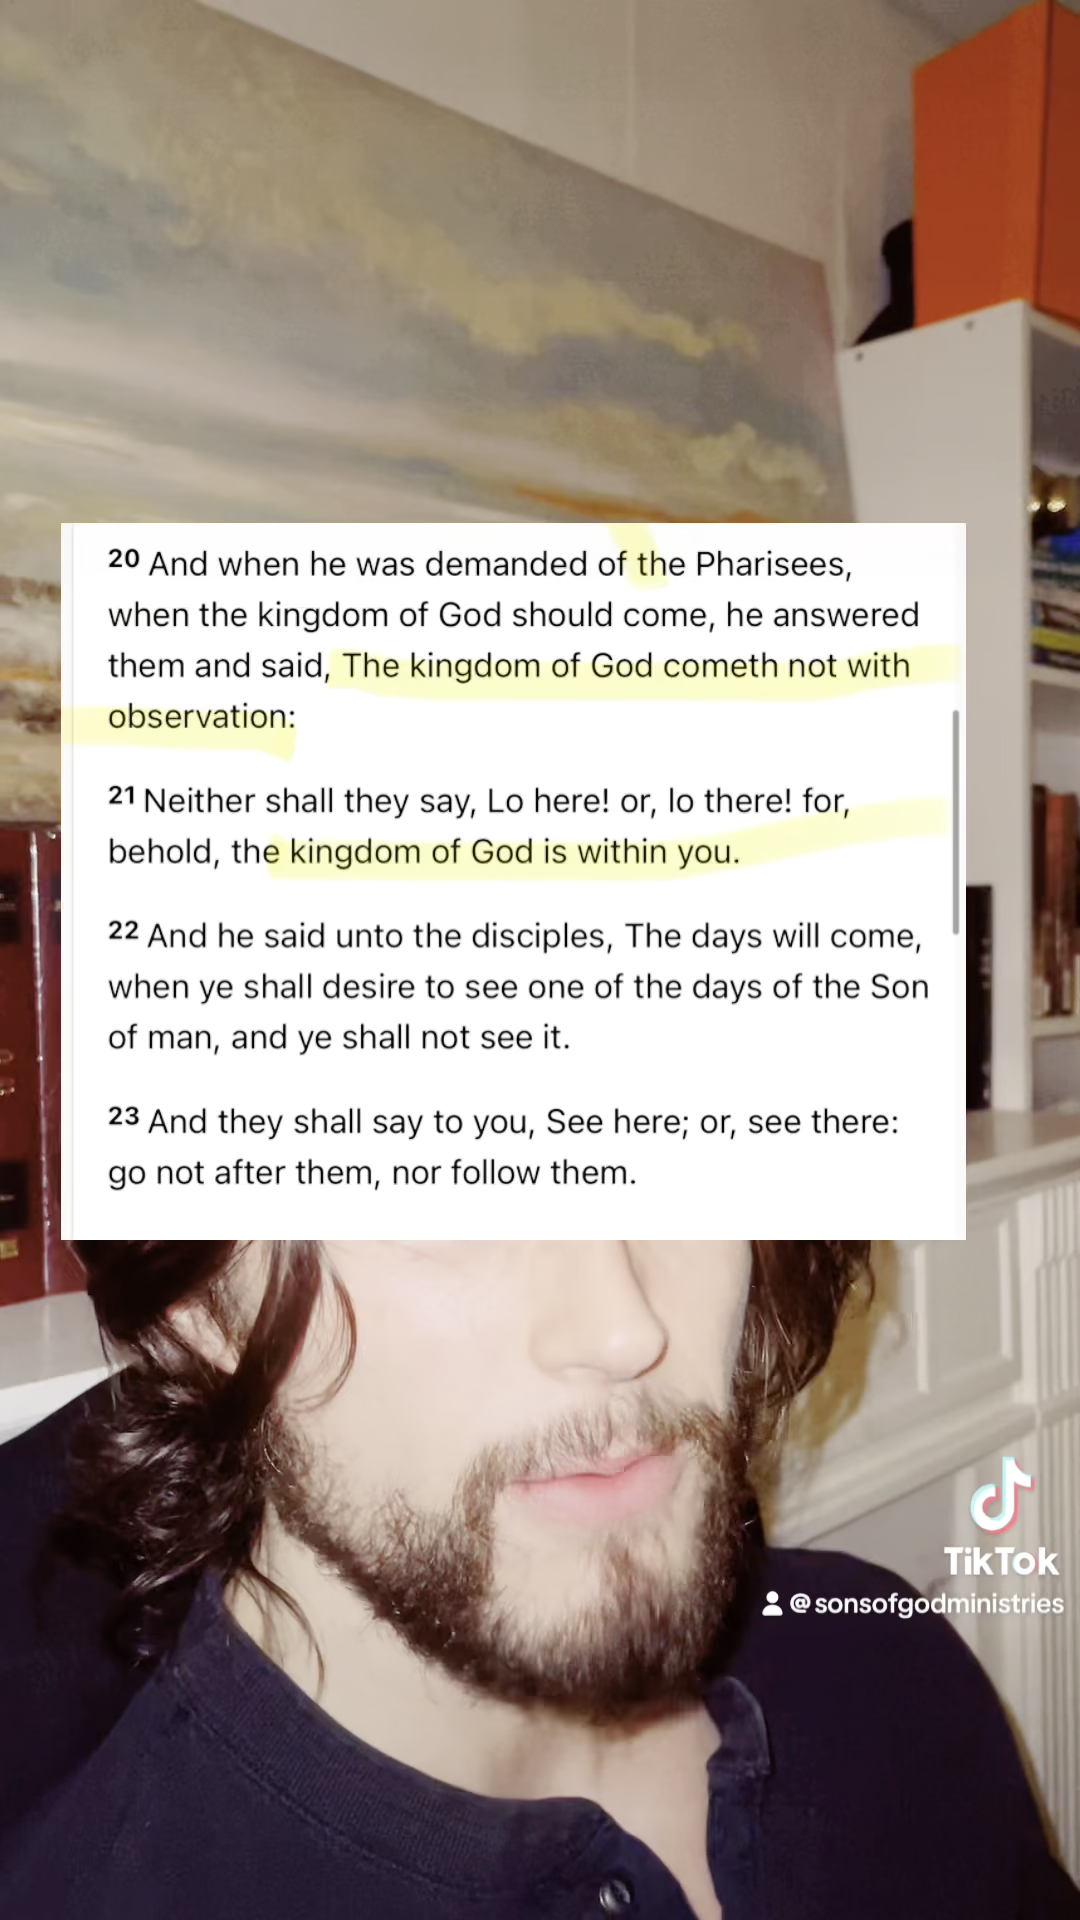 20 And when he was demanded of the Pharisees,
when the kingdom of God should come, he answered
them and said, The kingdom of God cometh not with
observation:
21 Neither shall they say, Lo here! or, lo there! for,
behold, the kingdom of God is within you.
22 And he said unto the disciples, The days will come,
when ye shall desire to see one of the days of the Son
of man, and ye shall not see it.
23 And they shall say to you, See here; or, see there:
go not after them, nor follow them.
TikTok
@sonsofgodministries